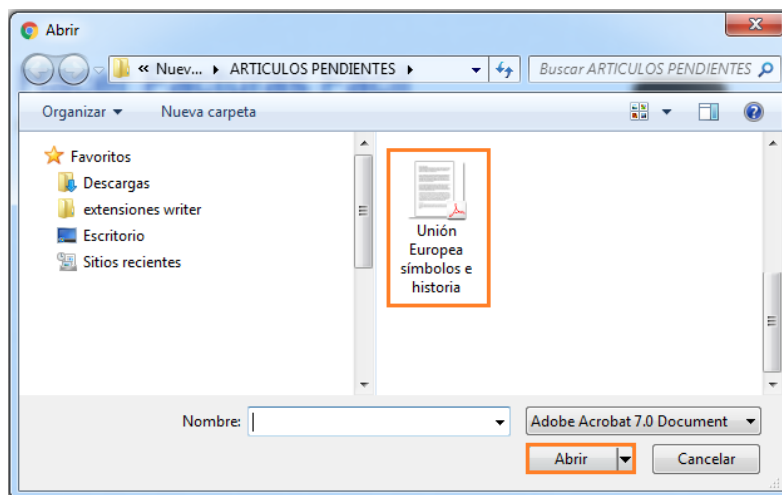 Abrir
« Nuev... ARTICULOS PENDIENTES
Buscar ARTICULOS PENDIENTES
Organizar
Nueva carpeta
Favoritos
Descargas
extensiones writer
Escritorio
Sitios recientes
Unión
Europea
símbolos e
historia
Nombre:
Adobe Acrobat 7.0 Document
Abrir
Cancelar